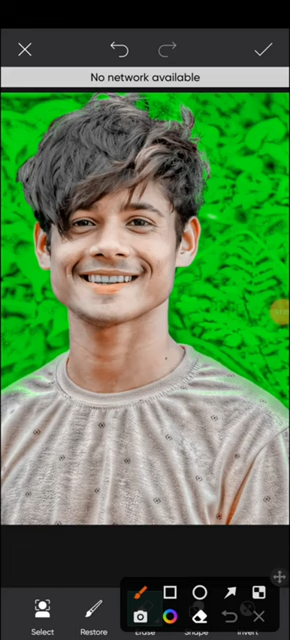 No network available
Select
Restore
Erase
Shape
Invert